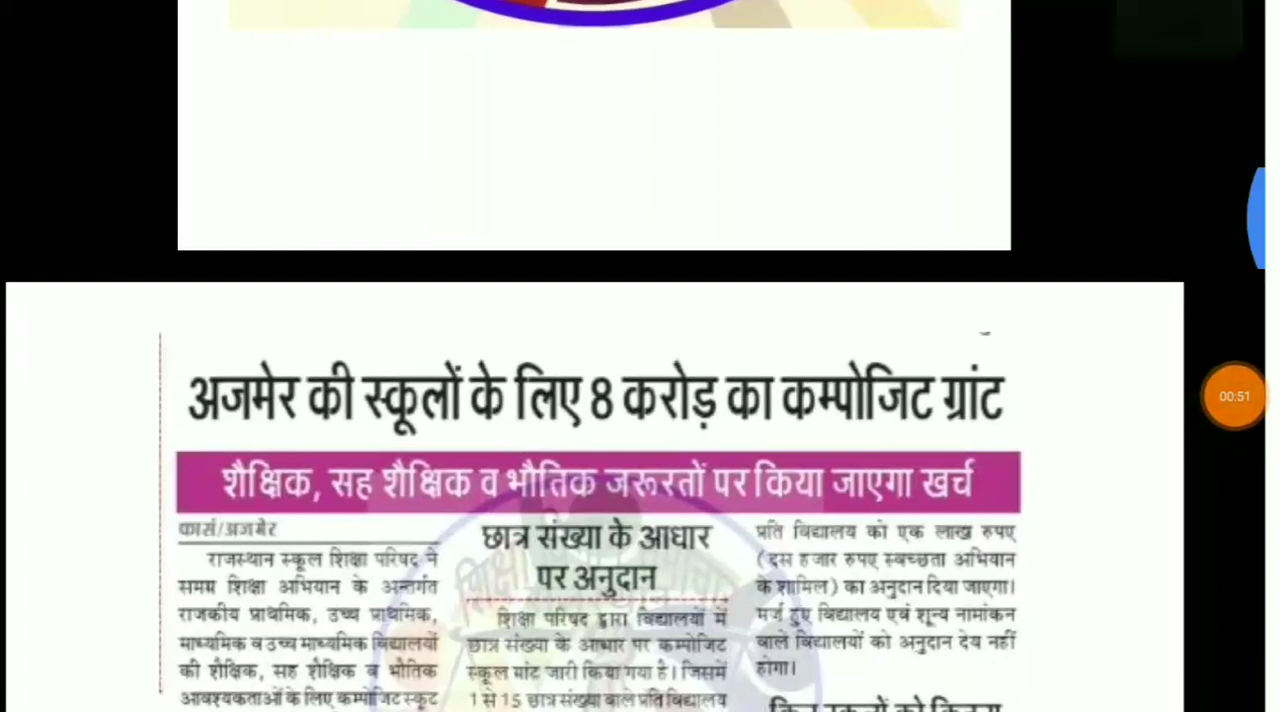 अजमेर की स्कूलों के लिए 8 करोड़ का कम्पोजिट ग्रांट
शैक्षिक, सह शैक्षिक व भौतिक जरूरतों पर किया जाएगा खर्च
कासं/अजमेर
राजस्थान स्कूल शिक्षा परिषद ने
समग्र शिक्षा अभियान के अन्तर्गत
राजकीय प्राथमिक, उच्च प्राथमिक,
माध्यमिक व उच्च माध्यमिक विद्यालयों
की शैक्षिक, सह शैक्षिक व भौतिक
आवश्यकताओं के लिए कम्पोजिट स्कूट
छात्र संख्या के आधार
पर अनुदान
शिक्षा परिषद द्वारा विद्यालयों में
छात्र संख्या के आधार पर कम्पोजिट
स्कूल ग्रांट जारी किया गया है। जिसमें
1 से 15 छात्र संख्या वाले प्रति विद्यालय
प्रति विद्यालय को एक लाख रुपए
(दस हजार रुपए स्वच्छता अभियान
के शामिल) का अनुदान दिया जाएगा।
मर्ज हुए विद्यालय एवं शून्य नामांकन
वाले विद्यालयों को अनुदान देय नहीं
होगा।
00:51